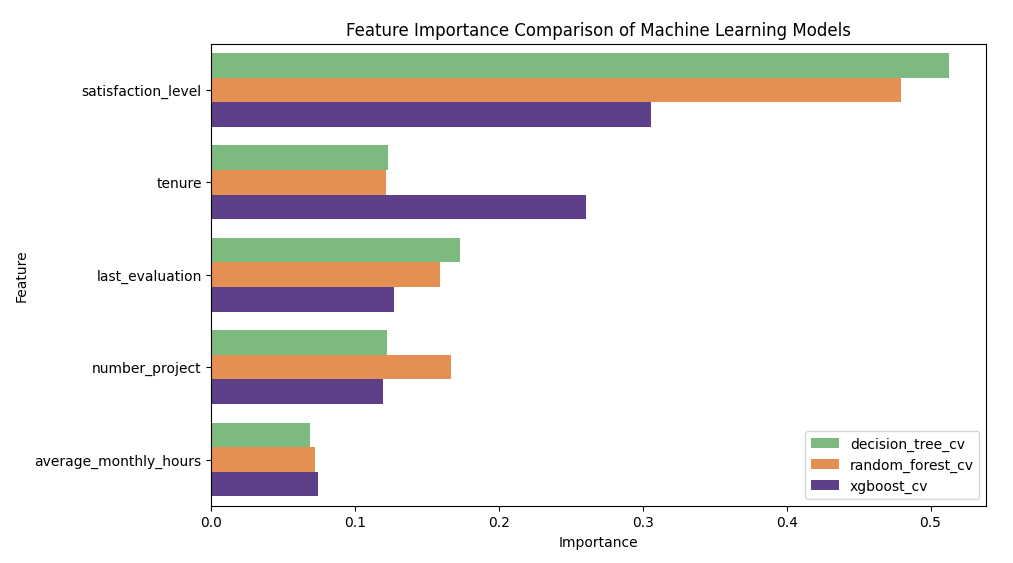 Feature Importance Comparison of Machine Learning Models
satisfaction_level
tenure
last_evaluation
number_project
average_monthly_hours
Feature
decision_tree_cv
random_forest_cv
xgboost_cv
0.0 0.1 0.2 0.3 0.4 0.5
Importance